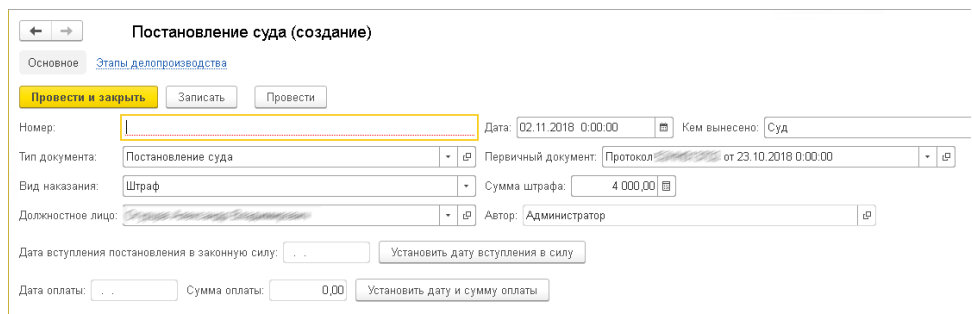 Постановление суда (создание)
Основное Этапы делопроизводства
Провести и закрыть Записать Провести
Номер: Дата: 02.11.2018 0:00:00 Кем вынесено: Суд
Тип документа: Постановление суда Первичный документ: Протокол от 23.10.2018 0:00:00
Вид наказания: Штраф Сумма штрафа: 4 000,00
Должностное лицо: Автор: Администратор
Дата вступления постановления в законную силу: . . Установить дату вступления в силу
Дата оплаты: . . Сумма оплаты: 0,00 Установить дату и сумму оплаты